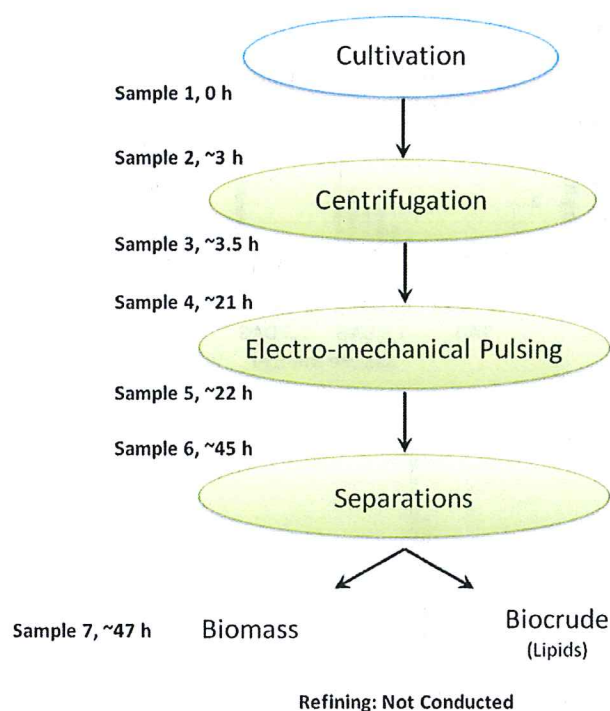 Cultivation
Sample 1, 0 h
Sample 2, ~3 h
Centrifugation
Sample 3, ~3.5 h
Sample 4, ~21 h
Electro-mechanical Pulsing
Sample 5, ~22 h
Sample 6, ~45 h
Separations
Sample 7, ~47 h
Biomass
Biocrude
(Lipids)
Refining: Not Conducted